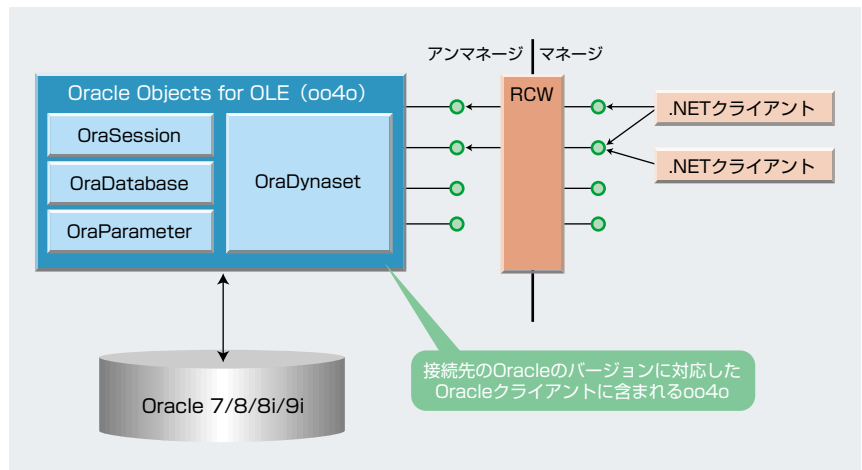 アンマネージ マネージ
Oracle Objects for OLE（oo4o）
OraSession
OraDatabase
OraParameter
OraDynaset
RCW
.NETクライアント
.NETクライアント
接続先のOracleのバージョンに対応した
Oracleクライアントに含まれるoo4o
Oracle 7/8/8i/9i